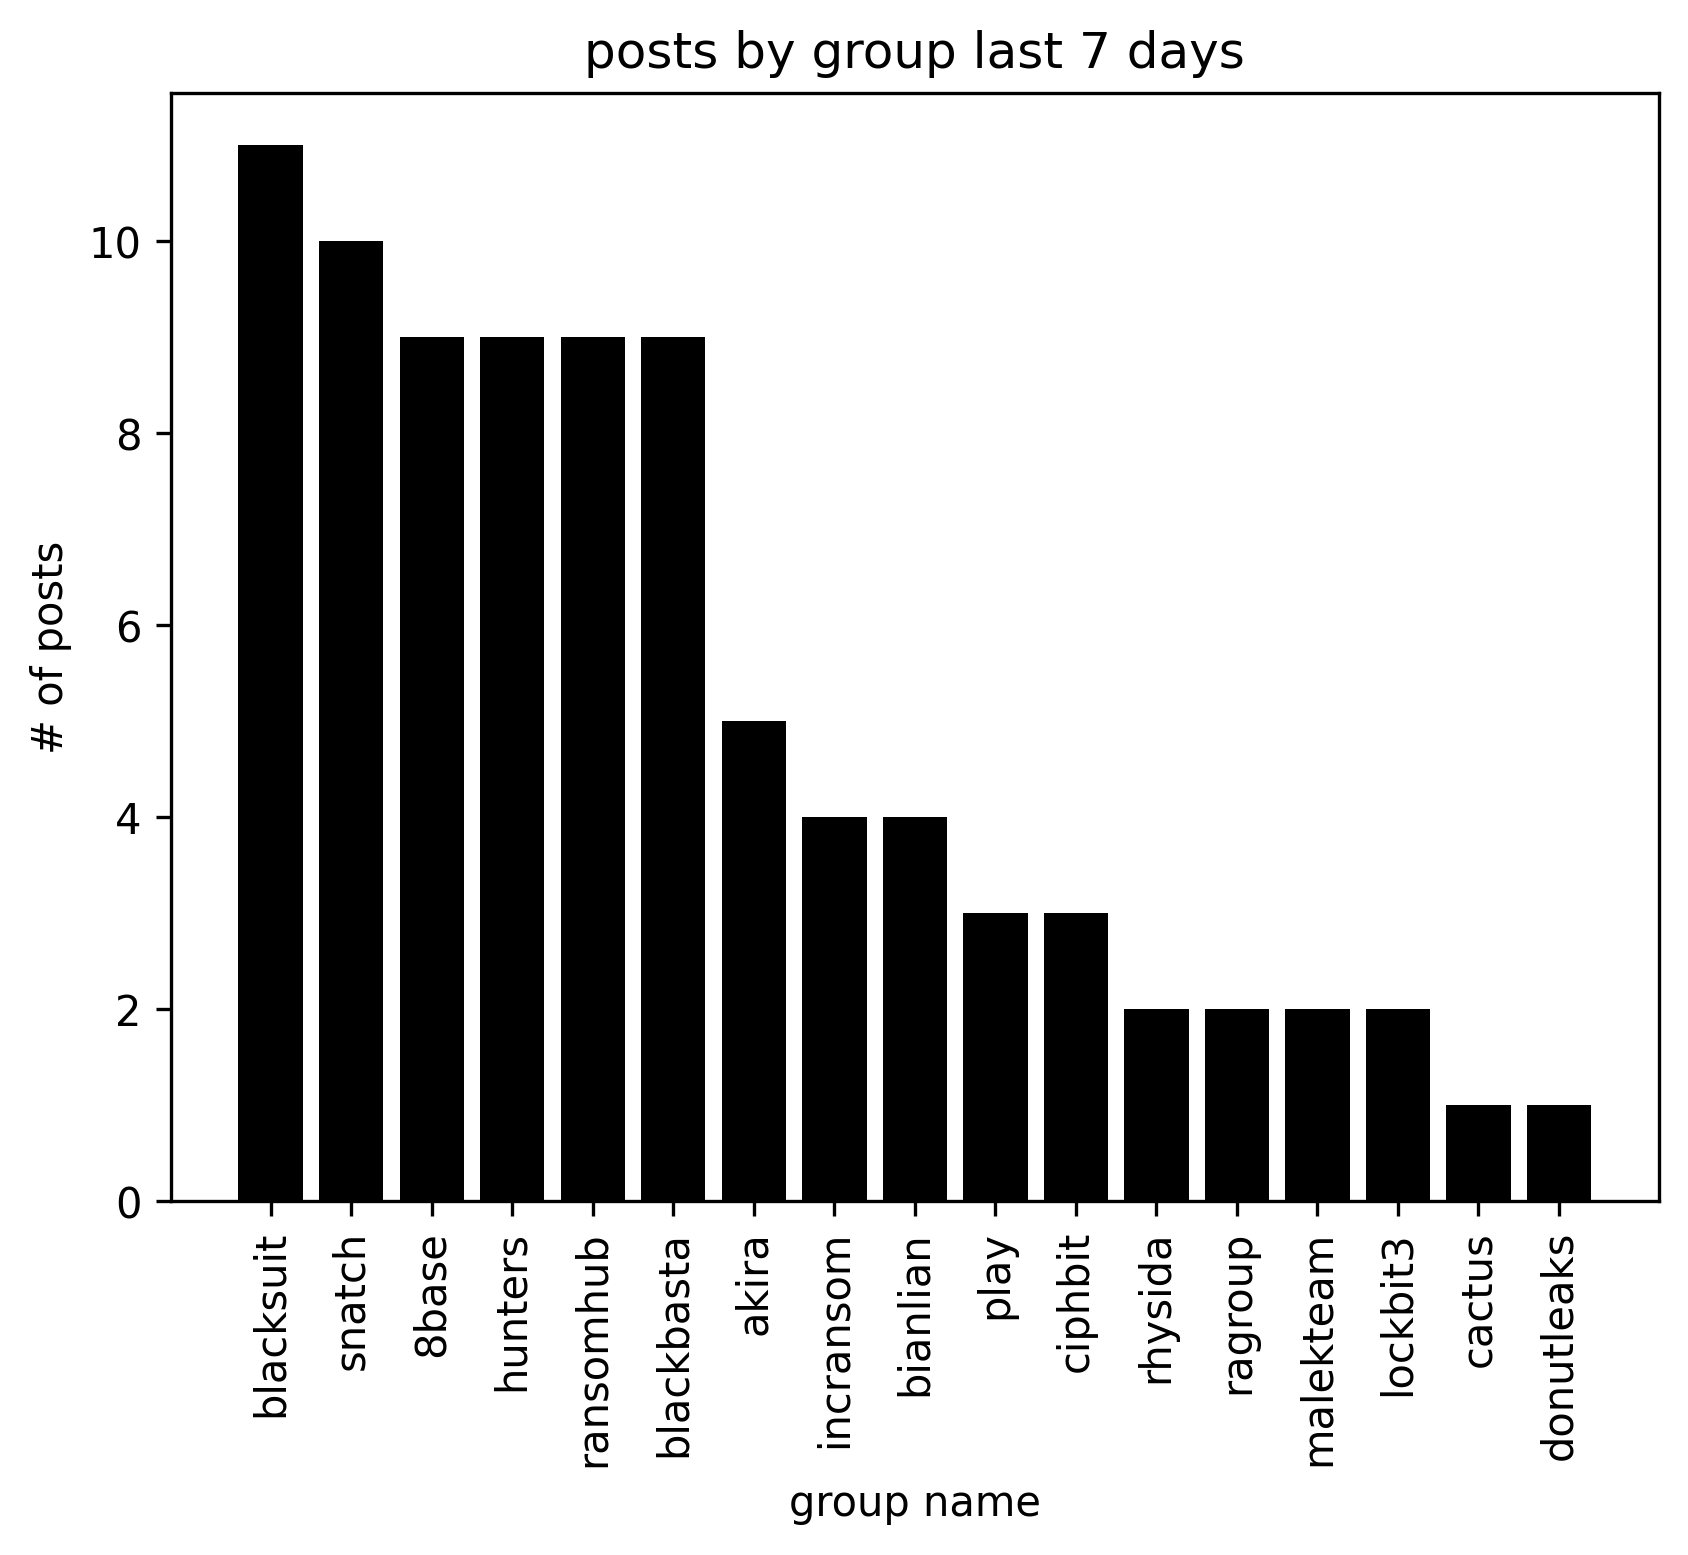 posts by group last 7 days
# of posts
10
8
6
4
2
0
blacksuit
snatch
8base
hunters
ransomhub
blackbasta
akira
incransom
bianlian
play
ciphbit
rhysida
ragroup
malekteam
lockbit3
cactus
donutleaks
group name